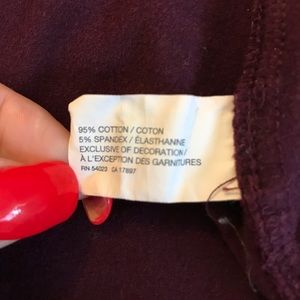 95% COTTON / COTON
5% SPANDEX / ÉLASTHANNE
EXCLUSIVE OF DECORATION/
À L'EXCEPTION DES GARNITURES
RN 54023 CA 17897